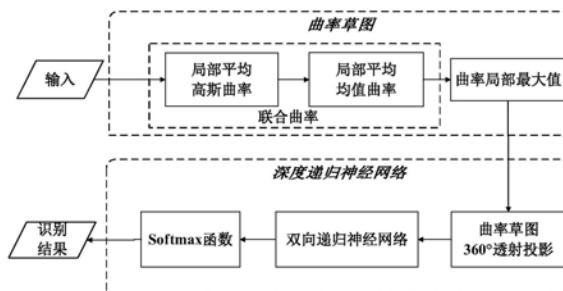 曲率草图
输入
局部平均
高斯曲率
局部平均
均值曲率
曲率局部最大值
联合曲率
深度递归神经网络
识别
结果
Softmax函数
双向递归神经网络
曲率草图
360°透射投影